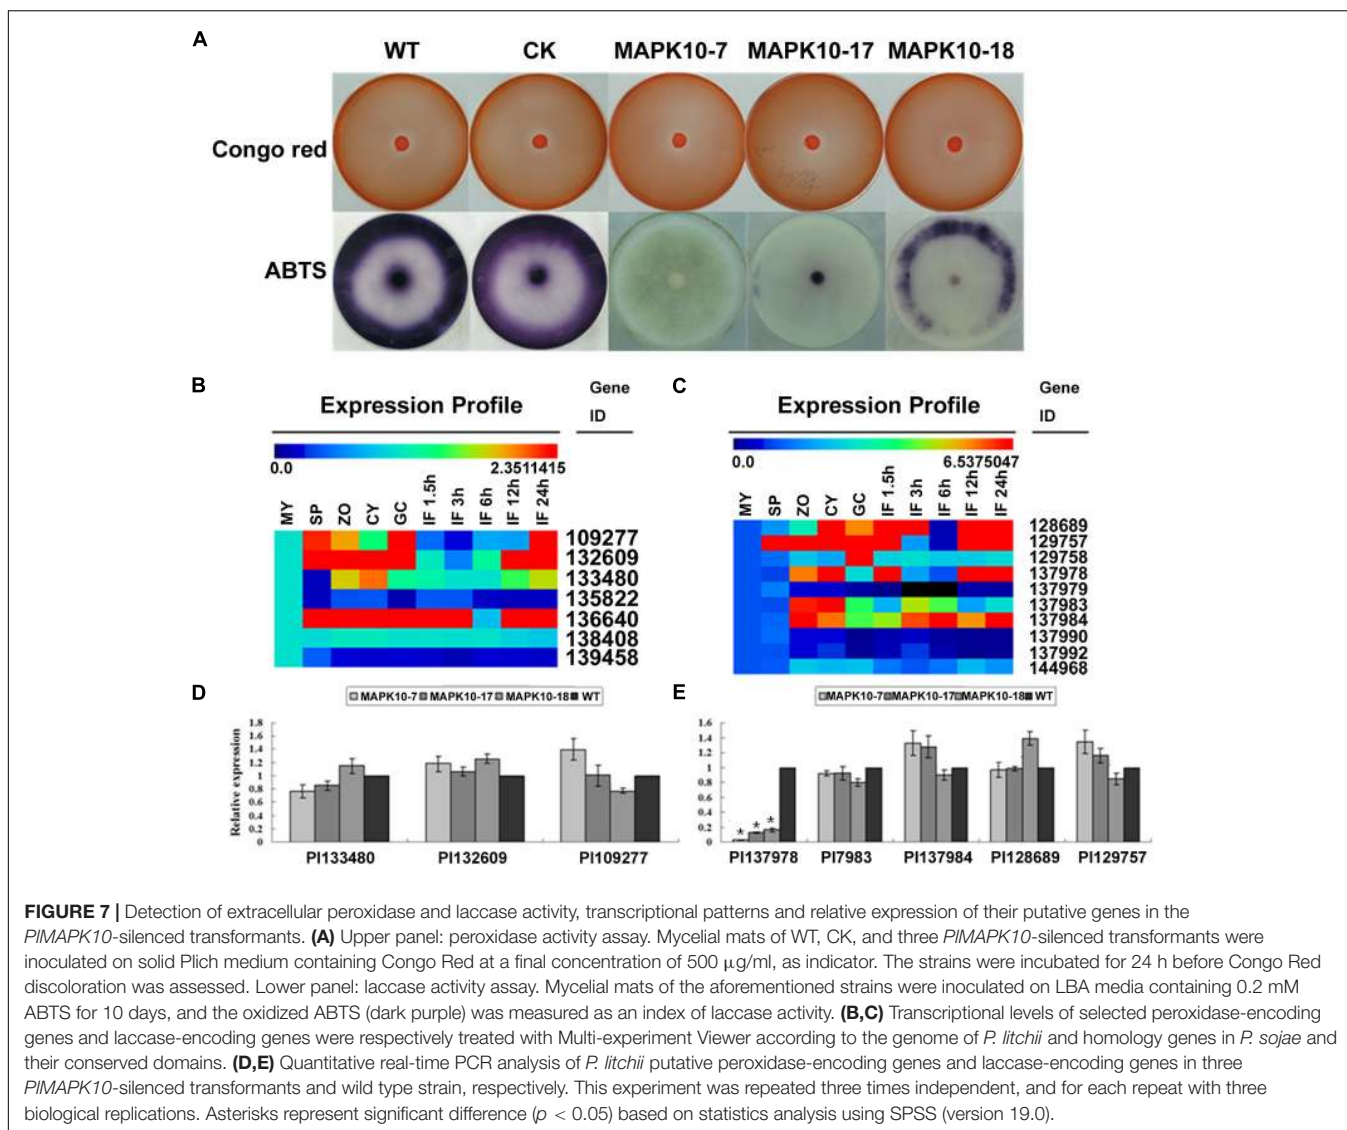 A
WT CK MAPK10-7 MAPK10-17 MAPK10-18
Congo red
ABTS
B
Expression Profile
Gene
ID
0.0 2.3511415
MY SP ZO CY GC IF 1.5h IF 3h IF 6h IF 12h IF 24h
109277
132609
133480
135822
136640
138408
139458
C
Expression Profile
Gene
ID
0.0 6.5375047
MY SP ZO CY GC IF 1.5h IF 3h IF 6h IF 12h IF 24h
128689
129757
129758
137978
137979
137983
137984
137990
137992
144968
D
MAPK10-7 MAPK10-17 MAPK10-18 WT
Relative expression
1.8
1.6
1.4
1.2
1
0.8
0.6
0.4
0.2
0
PI133480 PI132609 PI109277
E
MAPK10-7 MAPK10-17 MAPK10-18 WT
1.6
1.4
1.2
1
0.8
0.6
0.4
0.2
0
* * *
PI137978 PI7983 PI137984 PI128689 PI129757
FIGURE 7 | Detection of extracellular peroxidase and laccase activity, transcriptional patterns and relative expression of their putative genes in the
PlMAPK10-silenced transformants. (A) Upper panel: peroxidase activity assay. Mycelial mats of WT, CK, and three PlMAPK10-silenced transformants were
inoculated on solid Plich medium containing Congo Red at a final concentration of 500 μg/ml, as indicator. The strains were incubated for 24 h before Congo Red
discoloration was assessed. Lower panel: laccase activity assay. Mycelial mats of the aforementioned strains were inoculated on LBA media containing 0.2 mM
ABTS for 10 days, and the oxidized ABTS (dark purple) was measured as an index of laccase activity. (B,C) Transcriptional levels of selected peroxidase-encoding
genes and laccase-encoding genes were respectively treated with Multi-experiment Viewer according to the genome of P. litchii and homology genes in P. sojae and
their conserved domains. (D,E) Quantitative real-time PCR analysis of P. litchii putative peroxidase-encoding genes and laccase-encoding genes in three
PlMAPK10-silenced transformants and wild type strain, respectively. This experiment was repeated three times independent, and for each repeat with three
biological replications. Asterisks represent significant difference (p < 0.05) based on statistics analysis using SPSS (version 19.0).